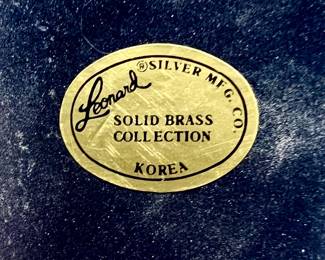 Leonard ® SILVER MFG. CO.
SOLID BRASS
COLLECTION
KOREA